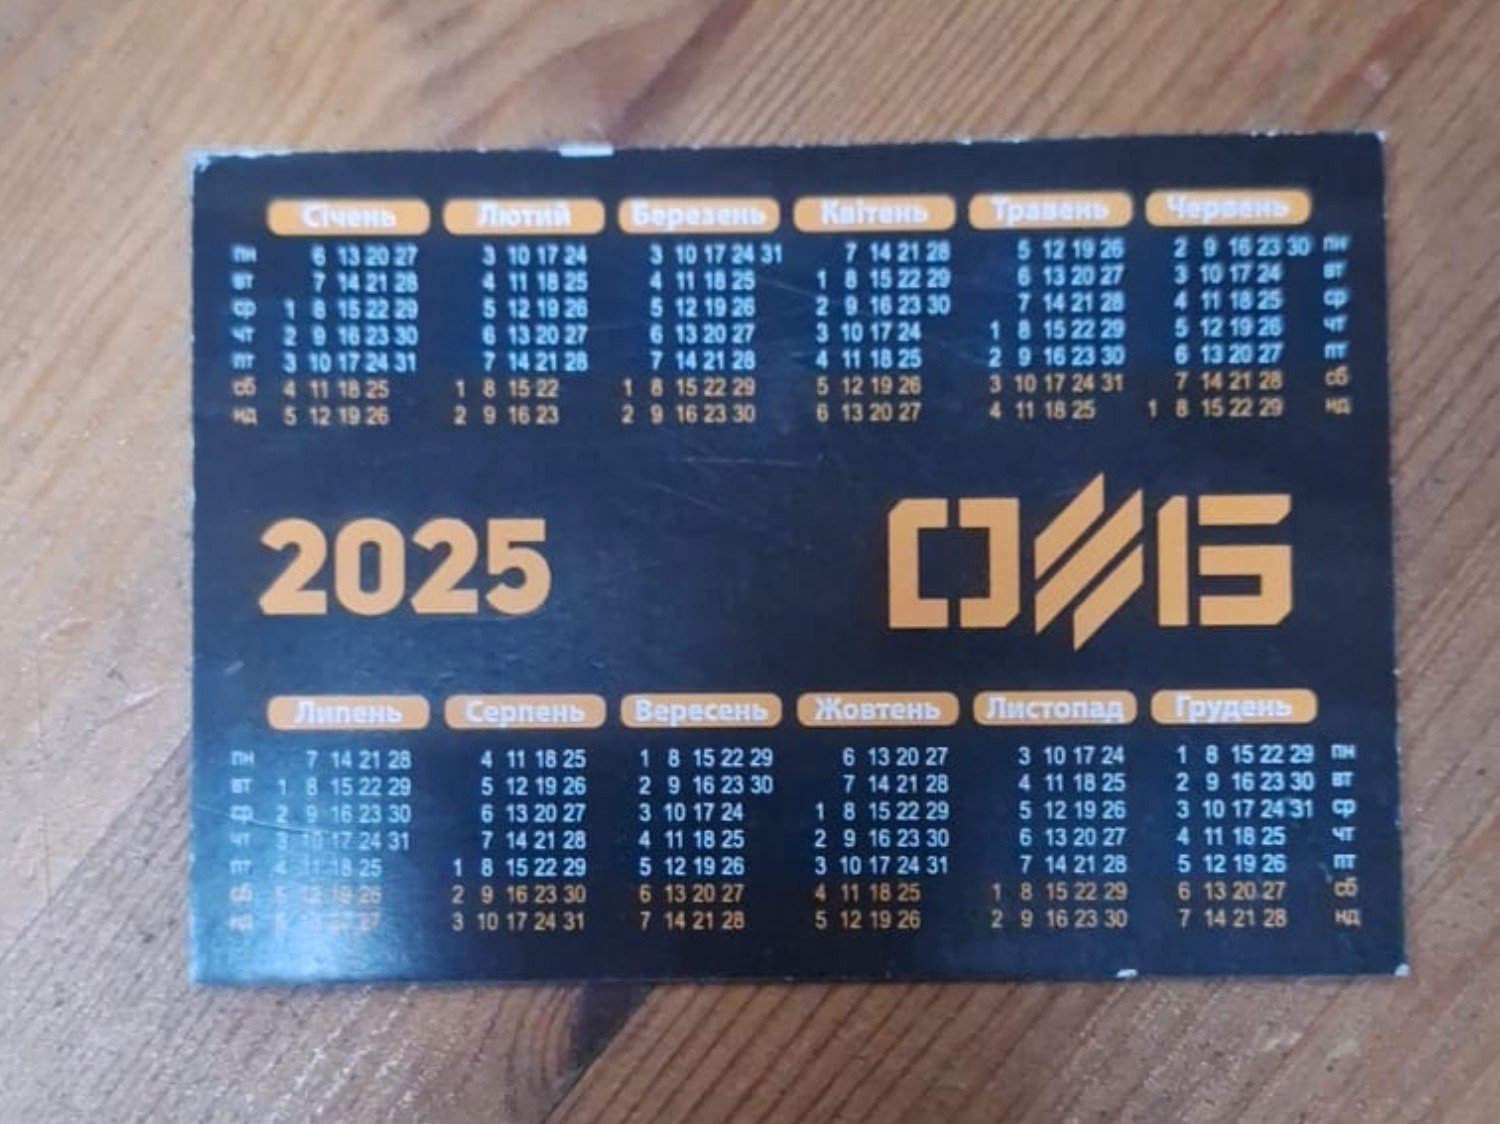 Січень Лютий Березень Квітень Травень Червень
пн 6 13 20 27 3 10 17 24 3 10 17 24 31 7 14 21 28 5 12 19 26 2 9 16 23 30 пн
вт 7 14 21 28 4 11 18 25 4 11 18 25 1 8 15 22 29 6 13 20 27 3 10 17 24 вт
ср 1 8 15 22 29 5 12 19 26 5 12 19 26 2 9 16 23 30 7 14 21 28 4 11 18 25 ср
чт 2 9 16 23 30 6 13 20 27 6 13 20 27 3 10 17 24 1 8 15 22 29 5 12 19 26 чт
пт 3 10 17 24 31 7 14 21 28 7 14 21 28 4 11 18 25 2 9 16 23 30 6 13 20 27 пт
сб 4 11 18 25 1 8 15 22 1 8 15 22 29 5 12 19 26 3 10 17 24 31 7 14 21 28 сб
нд 5 12 19 26 2 9 16 23 2 9 16 23 30 6 13 20 27 4 11 18 25 1 8 15 22 29 нд
2025
Липень Серпень Вересень Жовтень Листопад Грудень
пн 7 14 21 28 4 11 18 25 1 8 15 22 29 6 13 20 27 3 10 17 24 1 8 15 22 29 пн
вт 1 8 15 22 29 5 12 19 26 2 9 16 23 30 7 14 21 28 4 11 18 25 2 9 16 23 30 вт
ср 2 9 16 23 30 6 13 20 27 3 10 17 24 1 8 15 22 29 5 12 19 26 3 10 17 24 31 ср
чт 3 10 17 24 31 7 14 21 28 4 11 18 25 2 9 16 23 30 6 13 20 27 4 11 18 25 чт
пт 4 11 18 25 1 8 15 22 29 5 12 19 26 3 10 17 24 31 7 14 21 28 5 12 19 26 пт
сб 5 12 19 26 2 9 16 23 30 6 13 20 27 4 11 18 25 1 8 15 22 29 6 13 20 27 сб
нд 6 13 20 27 3 10 17 24 31 7 14 21 28 5 12 19 26 2 9 16 23 30 7 14 21 28 нд